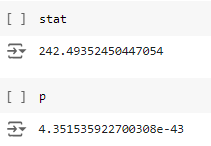 [ ] stat
242.49352450447054
[ ] p
4.351535922700308e-43